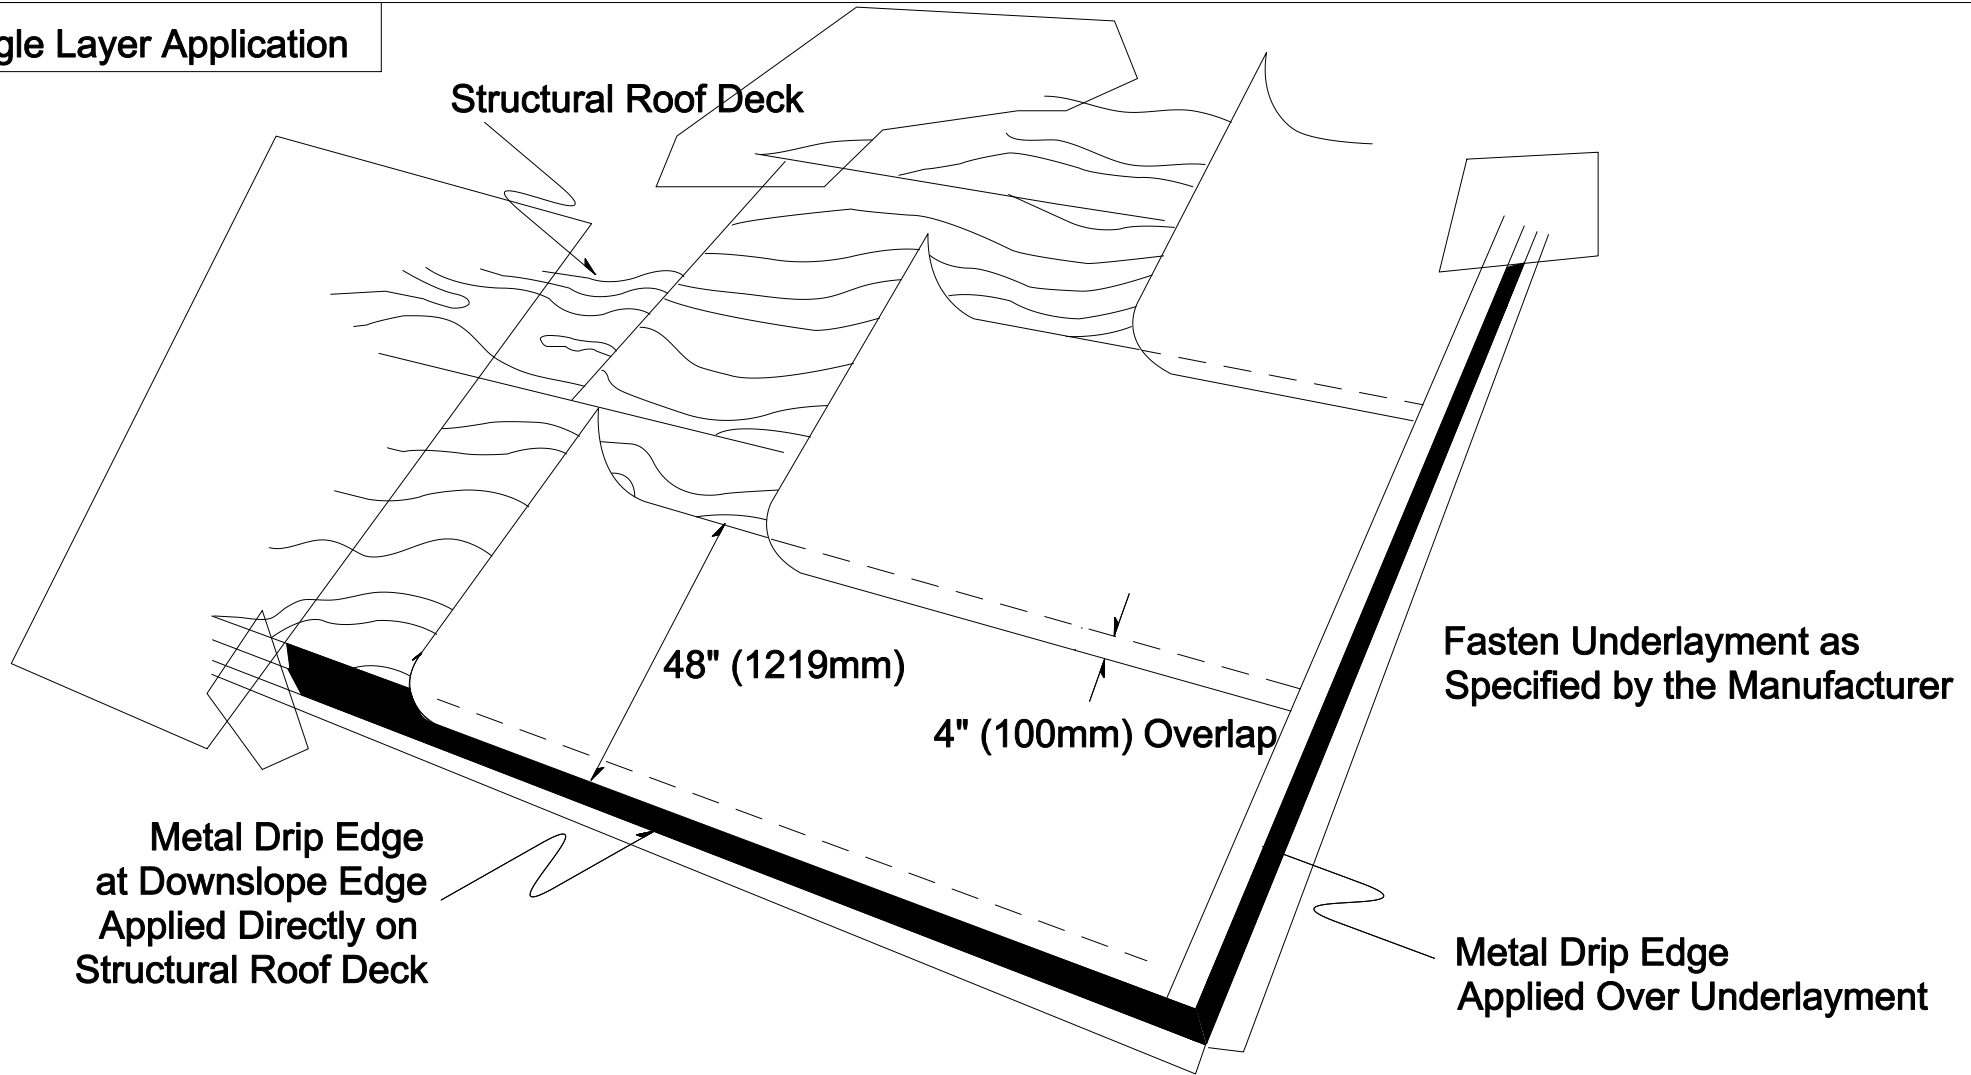 gle Layer Application
Structural Roof Deck
48" (1219mm)
4" (100mm) Overlap
Fasten Underlayment as
Specified by the Manufacturer
Metal Drip Edge
at Downslope Edge
Applied Directly on
Structural Roof Deck
Metal Drip Edge
Applied Over Underlayment